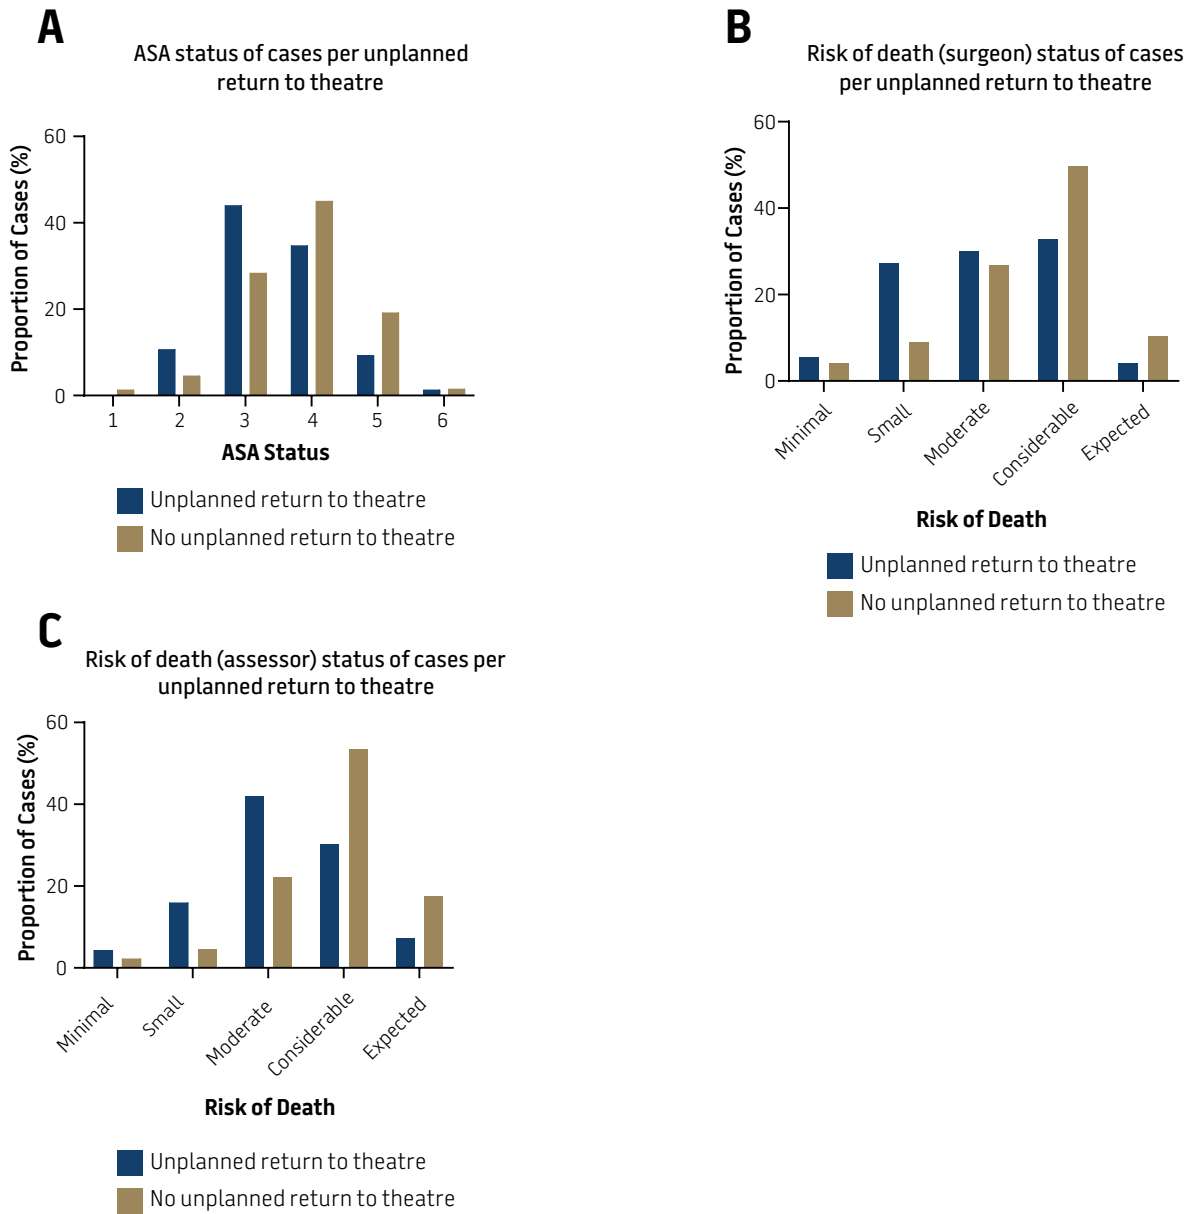 A
ASA status of cases per unplanned
return to theatre
Proportion of Cases (%)
60
40
20
0
1 2 3 4 5 6
ASA Status
Unplanned return to theatre
No unplanned return to theatre
B
Risk of death (surgeon) status of cases
per unplanned return to theatre
Proportion of Cases (%)
60
40
20
0
Minimal Small Moderate Considerable Expected
Risk of Death
Unplanned return to theatre
No unplanned return to theatre
C
Risk of death (assessor) status of cases per
unplanned return to theatre
Proportion of Cases (%)
60
40
20
0
Minimal Small Moderate Considerable Expected
Risk of Death
Unplanned return to theatre
No unplanned return to theatre